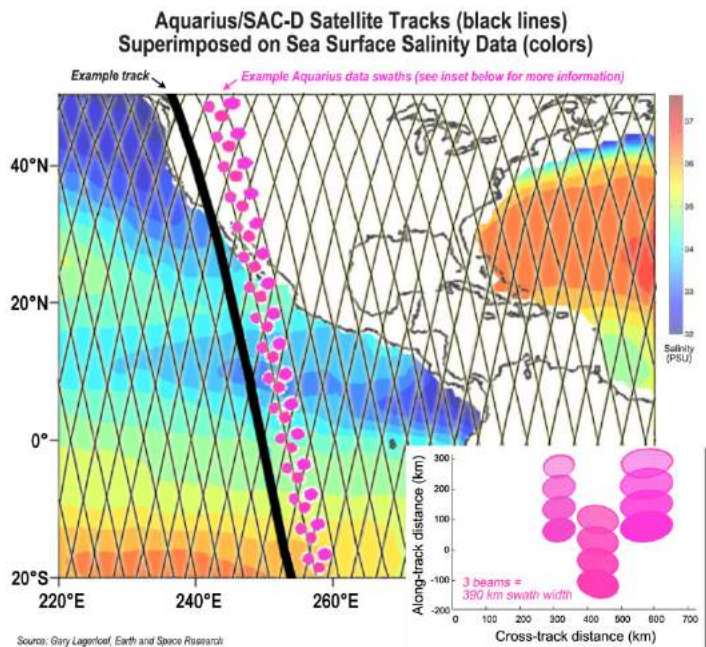 Aquarius/SAC-D Satellite Tracks (black lines)
Superimposed on Sea Surface Salinity Data (colors)
Example track
Example Aquarius data swaths (see inset below for more information)
40°N
20°N
0°
20°S
220°E
240°E
260°E
37
36
35
34
33
32
Salinity
(PSU)
Along-track distance (km)
300
200
100
0
-100
-200
3 beams =
390 km swath width
0 100 200 300 400 500 600 700
Cross-track distance (km)
Source: Gary Lagerloef, Earth and Space Research